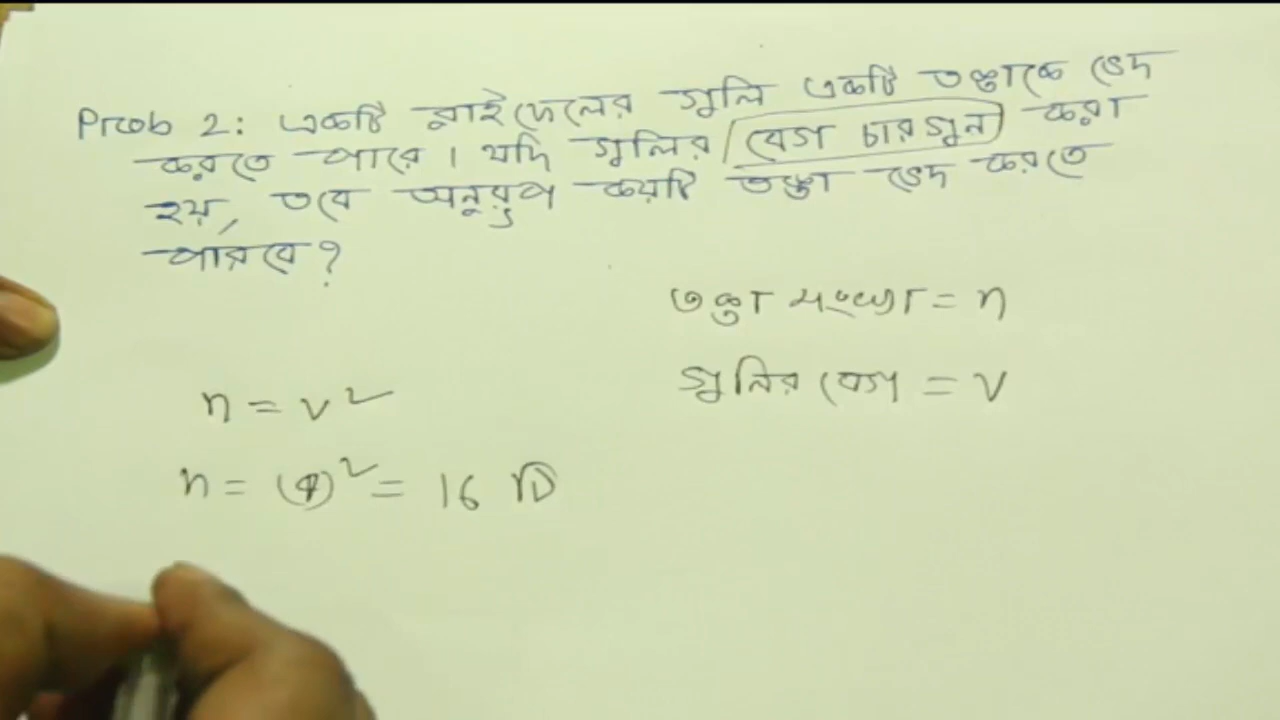 Prob 2: একটি রাইফেলের গুলি একটি তক্তাকে ভেদ
করতে পারে। যদি গুলির (বেগ চারগুন) করা
হয়, তবে অনুরূপ কয়টি তক্তা ভেদ করতে
পারবে?
তক্তা সংখ্যা = n
গুলির বেগ = v
n = v²
n = (4)² = 16 টি